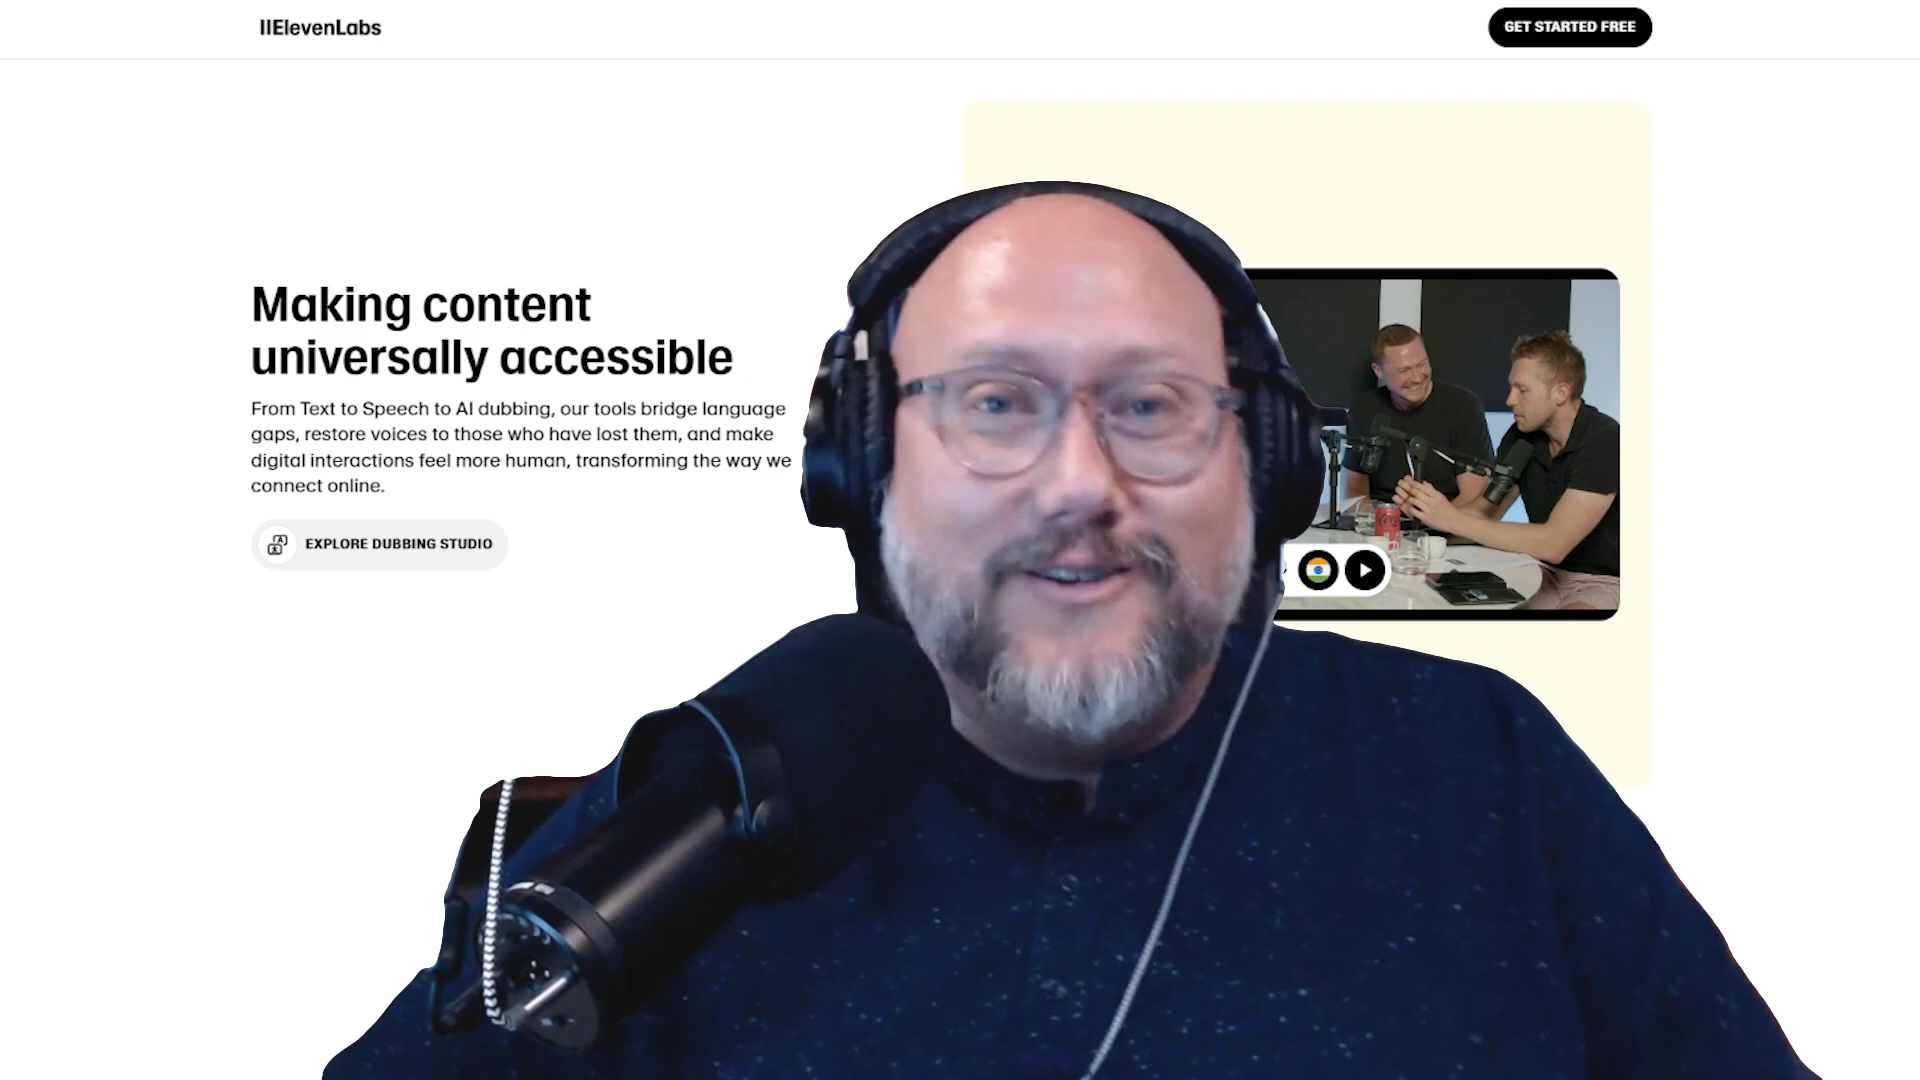 IIElevenLabs
GET STARTED FREE
Making content
universally accessible
From Text to Speech to AI dubbing, our tools bridge language
gaps, restore voices to those who have lost them, and make
digital interactions feel more human, transforming the way we
connect online.
EXPLORE DUBBING STUDIO